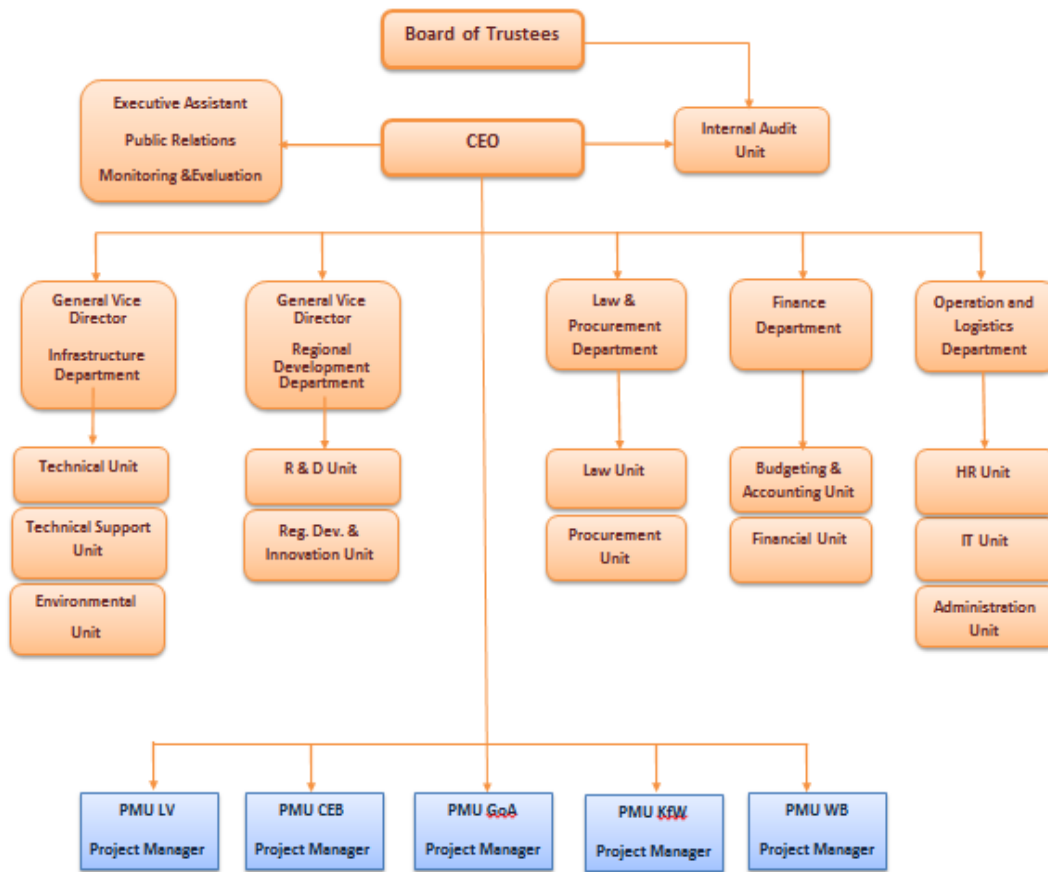 Board of Trustees
Executive Assistant
Public Relations
Monitoring &Evaluation
CEO
Internal Audit
Unit
General Vice
Director
Infrastructure
Department
General Vice
Director
Regional
Development
Department
Law &
Procurement
Department
Finance
Department
Operation and
Logistics
Department
Technical Unit
Technical Support
Unit
Environmental
Unit
R & D Unit
Reg. Dev. &
Innovation Unit
Law Unit
Procurement
Unit
Budgeting &
Accounting Unit
Financial Unit
HR Unit
IT Unit
Administration
Unit
PMU LV
Project Manager
PMU CEB
Project Manager
PMU GoA
Project Manager
PMU KfW
Project Manager
PMU WB
Project Manager